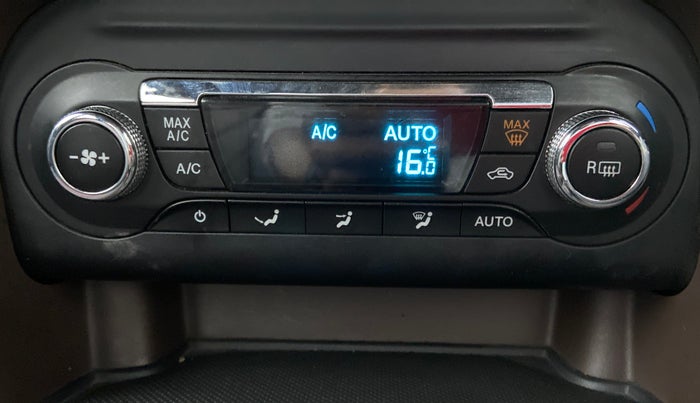 MAX
A/C
A/C
A/C AUTO
16.0°C
MAX
R
AUTO